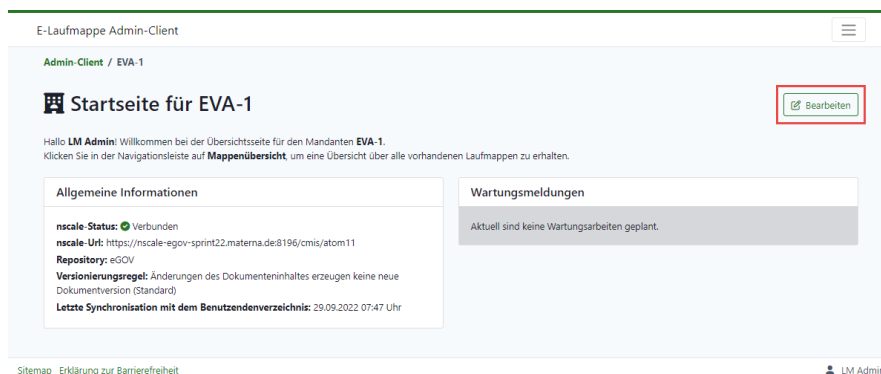 E-Laufmappe Admin-Client
Admin-Client / EVA-1
Startseite für EVA-1
Bearbeiten
Hallo LM Admin! Willkommen bei der Übersichtsseite für den Mandanten EVA-1.
Klicken Sie in der Navigationsleiste auf Mappenübersicht, um eine Übersicht über alle vorhandenen Laufmappen zu erhalten.
Allgemeine Informationen
nscale-Status: Verbunden
nscale-Url: https://nscale-egov-sprint22.materna.de:8196/cmis/atom11
Repository: eGOV
Versionierungsregel: Änderungen des Dokumenteninhaltes erzeugen keine neue
Dokumentversion (Standard)
Letzte Synchronisation mit dem Benutzendenverzeichnis: 29.09.2022 07:47 Uhr
Wartungsmeldungen
Aktuell sind keine Wartungsarbeiten geplant.
Sitemap Erklärung zur Barrierefreiheit
LM Admin